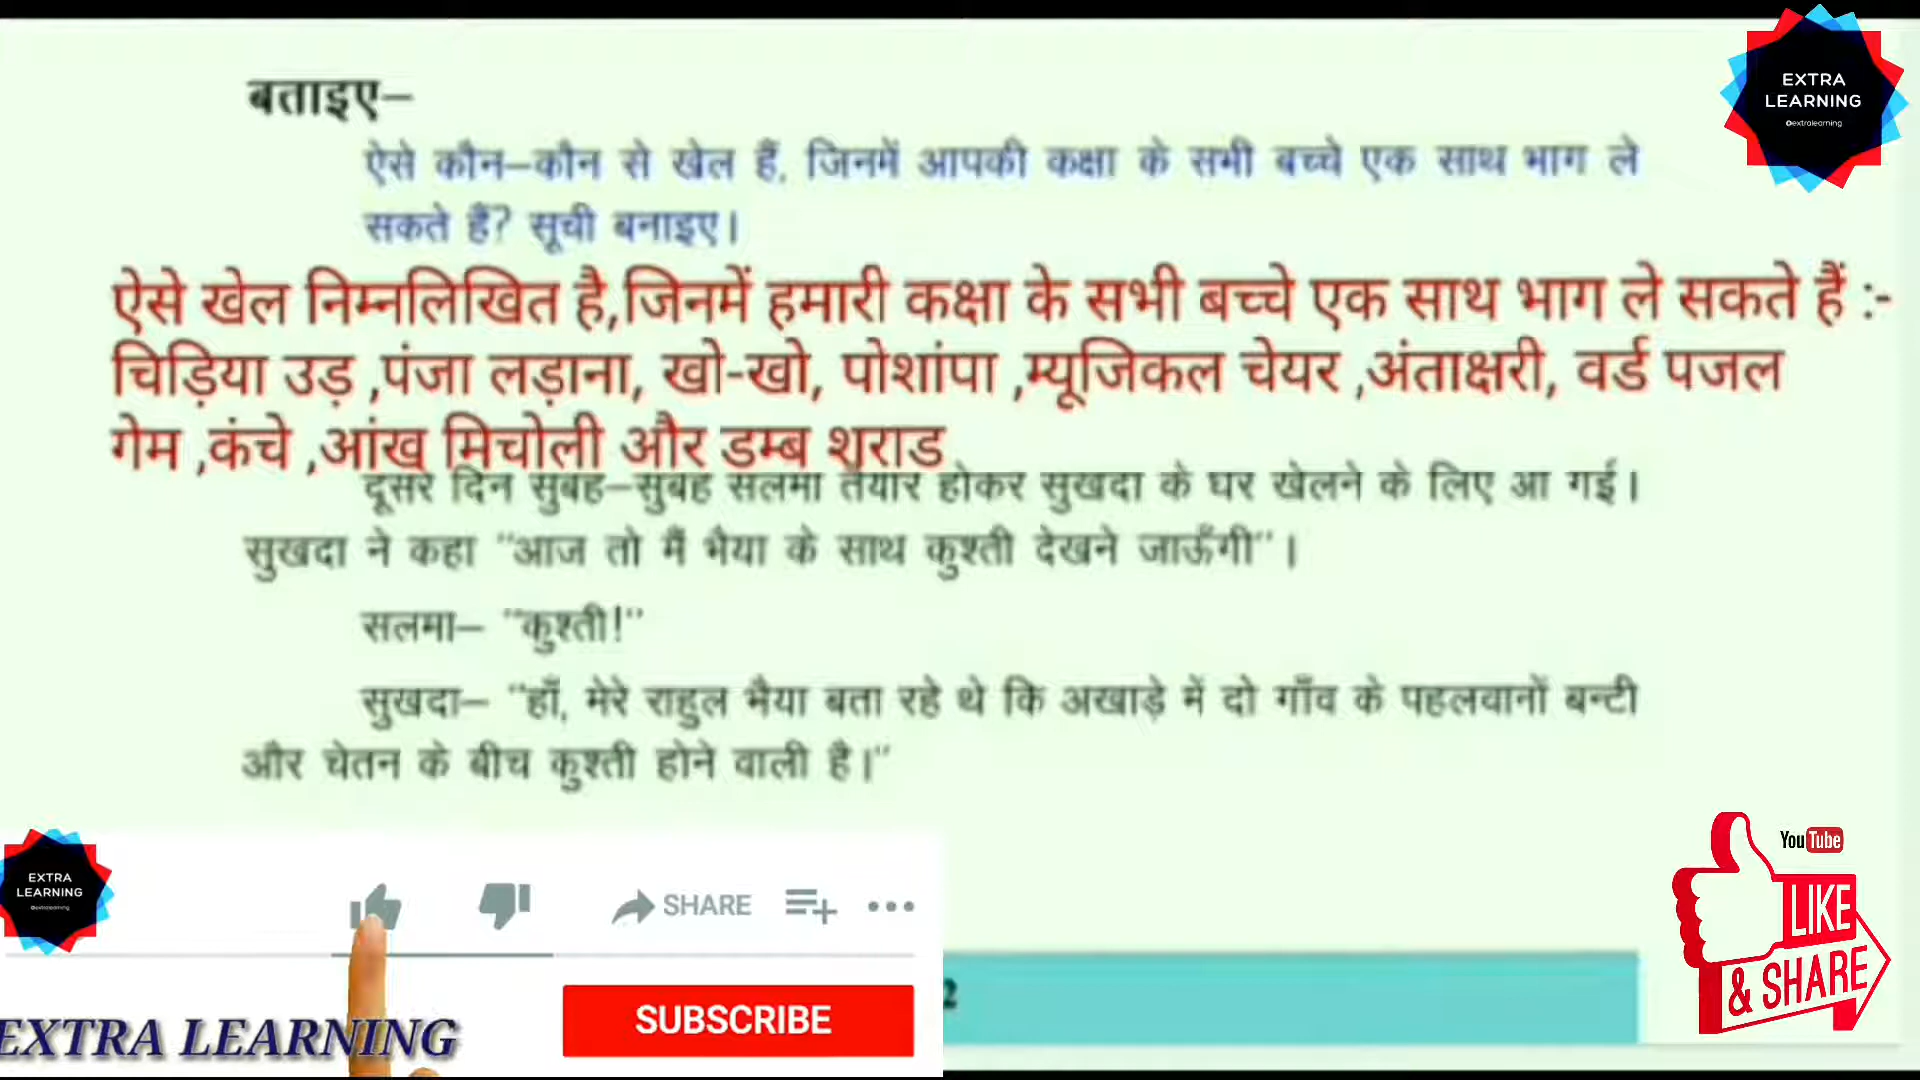 EXTRA
LEARNING
@extralearning
बताइए–
ऐसे कौन–कौन से खेल हैं, जिनमें आपकी कक्षा के सभी बच्चे एक साथ भाग ले
सकते हैं? सूची बनाइए।
ऐसे खेल निम्नलिखित है,जिनमें हमारी कक्षा के सभी बच्चे एक साथ भाग ले सकते हैं :-
चिड़िया उड़ ,पंजा लड़ाना, खो-खो, पोशांपा ,म्यूजिकल चेयर ,अंताक्षरी, वर्ड पजल
गेम ,कंचे ,आंख मिचोली और डम्ब शराड
दूसरे दिन सुबह–सुबह सलमा तैयार होकर सुखदा के घर खेलने के लिए आ गई।
सुखदा ने कहा "आज तो मैं भैया के साथ कुश्ती देखने जाऊँगी"।
सलमा– "कुश्ती!"
सुखदा– "हाँ, मेरे राहुल भैया बता रहे थे कि अखाड़े में दो गाँव के पहलवानों बन्टी
और चेतन के बीच कुश्ती होने वाली है।"
EXTRA
LEARNING
@extralearning
SHARE
SUBSCRIBE
EXTRA LEARNING
2
YouTube
LIKE
& SHARE